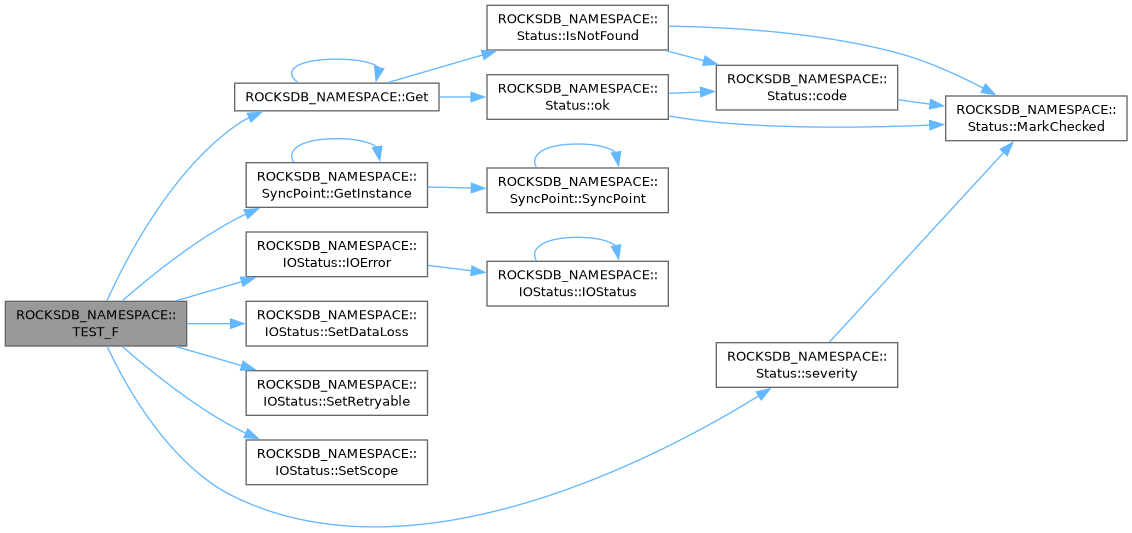 ROCKSDB_NAMESPACE::
TEST_F
ROCKSDB_NAMESPACE::Get
ROCKSDB_NAMESPACE::
Status::IsNotFound
ROCKSDB_NAMESPACE::
Status::ok
ROCKSDB_NAMESPACE::
Status::code
ROCKSDB_NAMESPACE::
Status::MarkChecked
ROCKSDB_NAMESPACE::
SyncPoint::GetInstance
ROCKSDB_NAMESPACE::
SyncPoint::SyncPoint
ROCKSDB_NAMESPACE::
IOStatus::IOError
ROCKSDB_NAMESPACE::
IOStatus::IOStatus
ROCKSDB_NAMESPACE::
IOStatus::SetDataLoss
ROCKSDB_NAMESPACE::
IOStatus::SetRetryable
ROCKSDB_NAMESPACE::
IOStatus::SetScope
ROCKSDB_NAMESPACE::
Status::severity